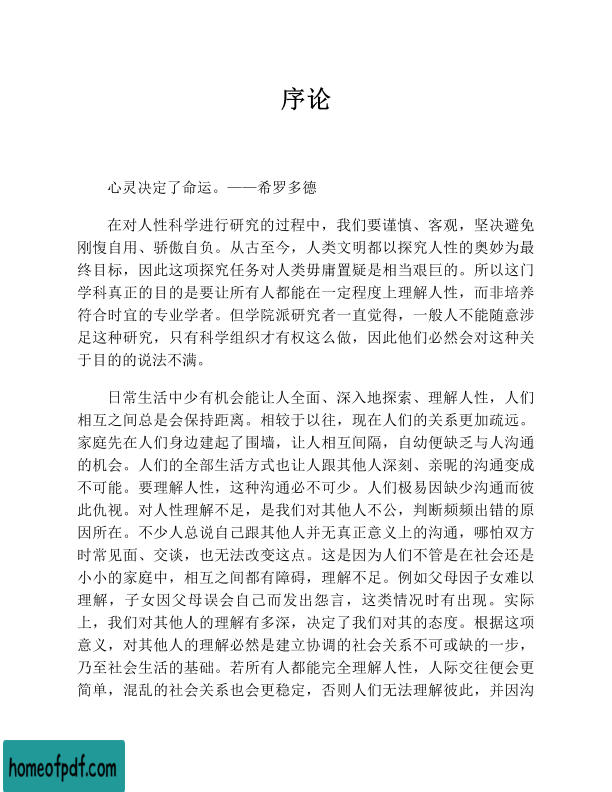 序论
心灵决定了命运。——希罗多德
在对人性科学进行研究的过程中，我们要谨慎、客观，坚决避免
刚愎自用、骄傲自负。从古至今，人类文明都以探究人性的奥妙为最
终目标，因此这项探究任务对人类毋庸置疑是相当艰巨的。所以这门
学科真正的目的是要让所有人都能在一定程度上理解人性，而非培养
符合时宜的专业学者。但学院派研究者一直觉得，一般人不能随意涉
足这种研究，只有科学组织才有权这么做，因此他们必然会对这种关
于目的的说法不满。
日常生活中少有机会能让人全面、深入地探索、理解人性，人们
相互之间总是会保持距离。相较于以往，现在人们的关系更加疏远。
家庭先在人们身边建起了围墙，让人相互间隔，自幼便缺乏与人沟通
的机会。人们的全部生活方式也让人跟其他人深刻、亲昵的沟通变成
不可能。要理解人性，这种沟通必不可少。人们极易因缺少沟通而彼
此仇视。对人性理解不足，是我们对其他人不公，判断频频出错的原
因所在。不少人总说自己跟其他人并无真正意义上的沟通，哪怕双方
时常见面、交谈，也无法改变这点。这是因为人们不管是在社会还是
小小的家庭中，相互之间都有障碍，理解不足。例如父母因子女难以
理解，子女因父母误会自己而发出怨言，这类情况时有出现。实际
上，我们对其他人的理解有多深，决定了我们对其的态度。根据这项
意义，对其他人的理解必然是建立协调的社会关系不可或缺的一步，
乃至社会生活的基础。若所有人都能完全理解人性，人际交往便会更
简单，混乱的社会关系也会更稳定，否则人们无法理解彼此，并因沟
homeofpdf.com